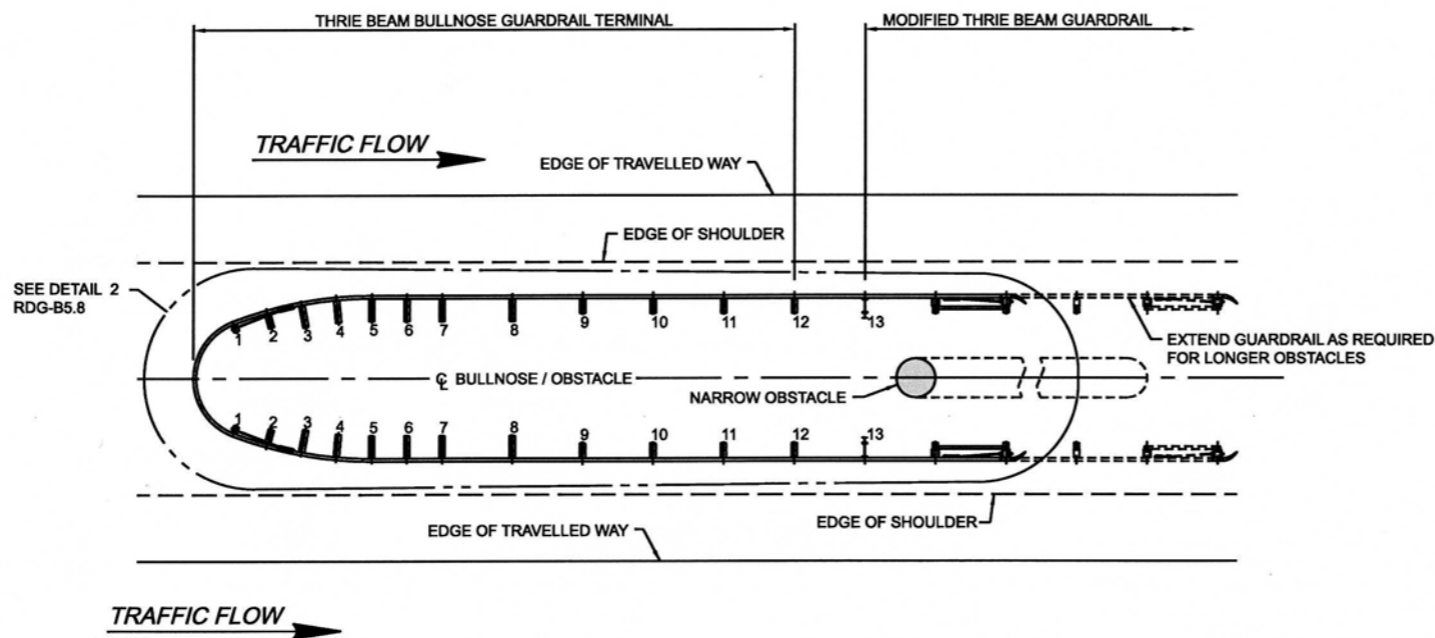 THRIE BEAM BULLNOSE GUARDRAIL TERMINAL
MODIFIED THRIE BEAM GUARDRAIL
TRAFFIC FLOW
EDGE OF TRAVELLED WAY
EDGE OF SHOULDER
SEE DETAIL 2
RDG-B5.8
1 2 3 4 5 6 7 8 9 10 11 12 13
EXTEND GUARDRAIL AS REQUIRED
FOR LONGER OBSTACLES
℄ BULLNOSE / OBSTACLE
NARROW OBSTACLE
1 2 3 4 5 6 7 8 9 10 11 12 13
EDGE OF SHOULDER
EDGE OF TRAVELLED WAY
TRAFFIC FLOW